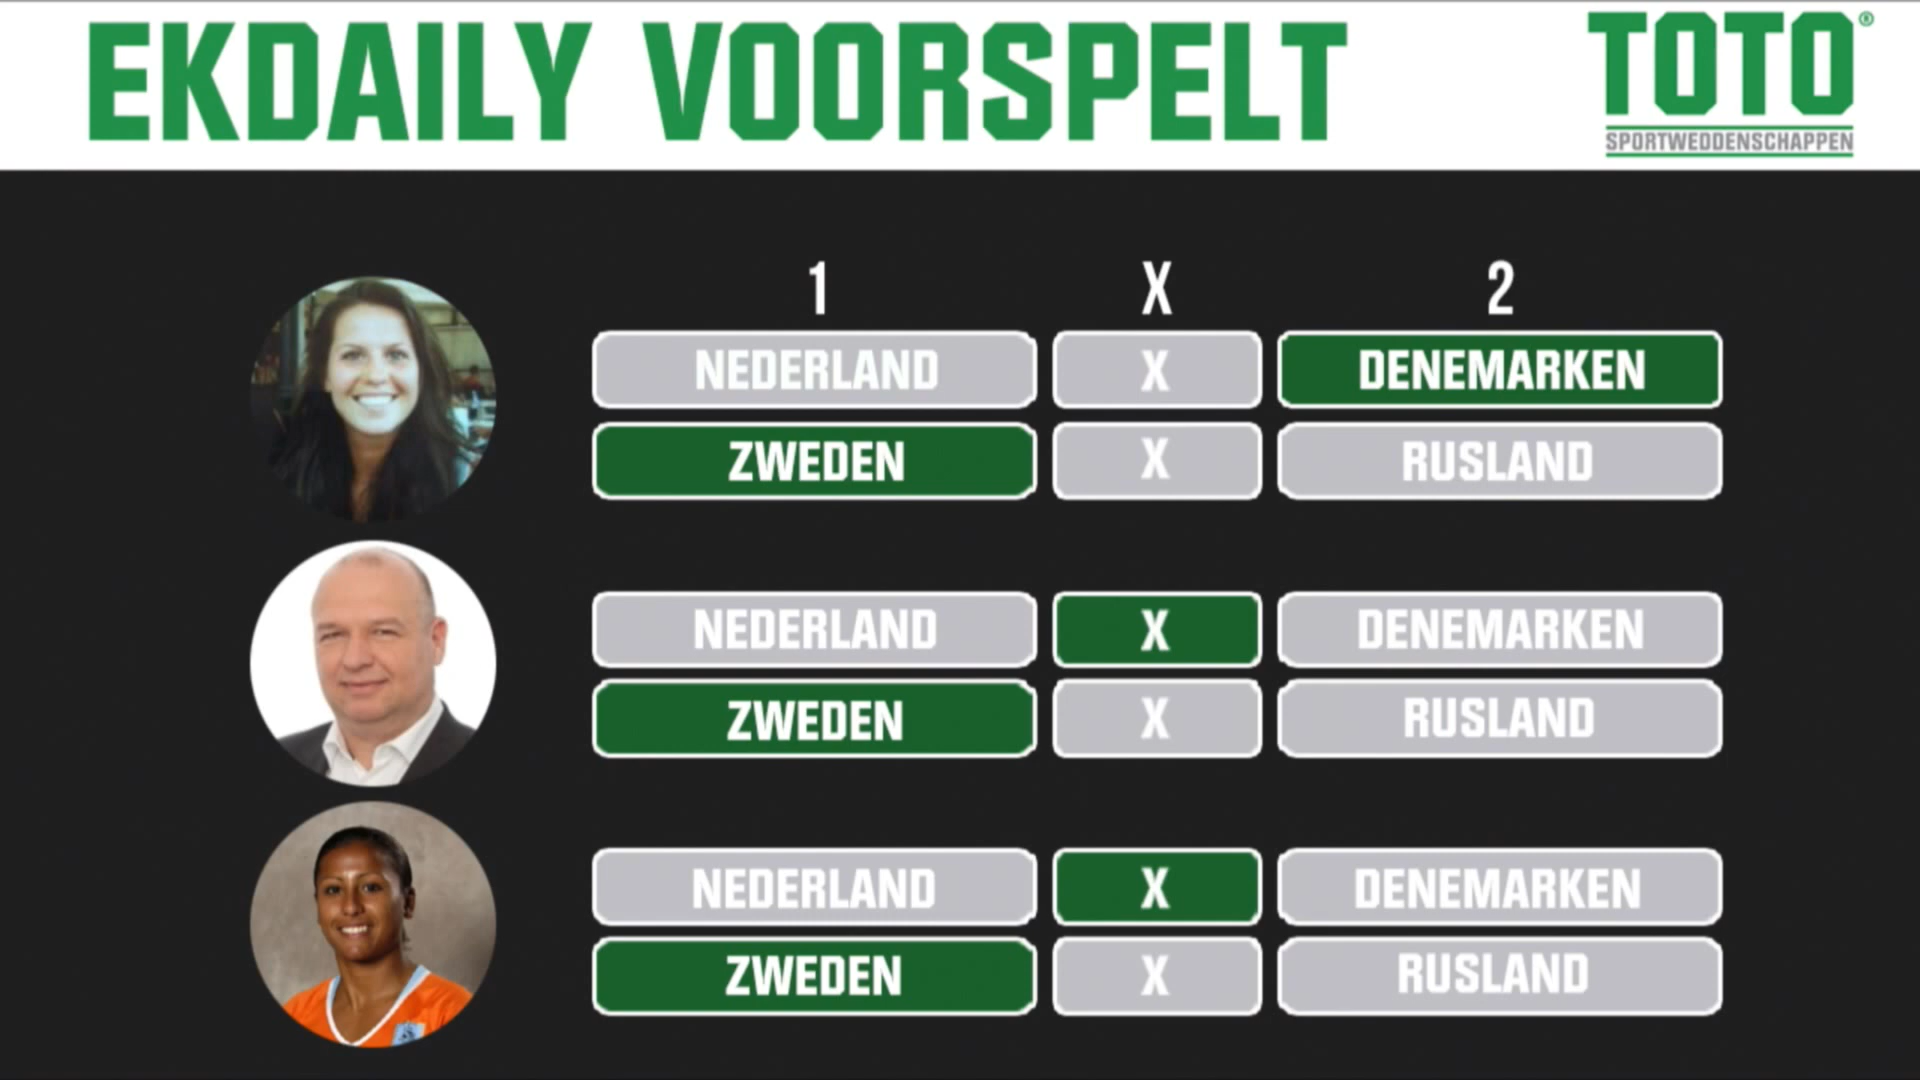 EKDAILY VOORSPELT
TOTO®
SPORTWEDDENSCHAPPEN
1 X 2
NEDERLAND X DENEMARKEN
ZWEDEN X RUSLAND
NEDERLAND X DENEMARKEN
ZWEDEN X RUSLAND
NEDERLAND X DENEMARKEN
ZWEDEN X RUSLAND